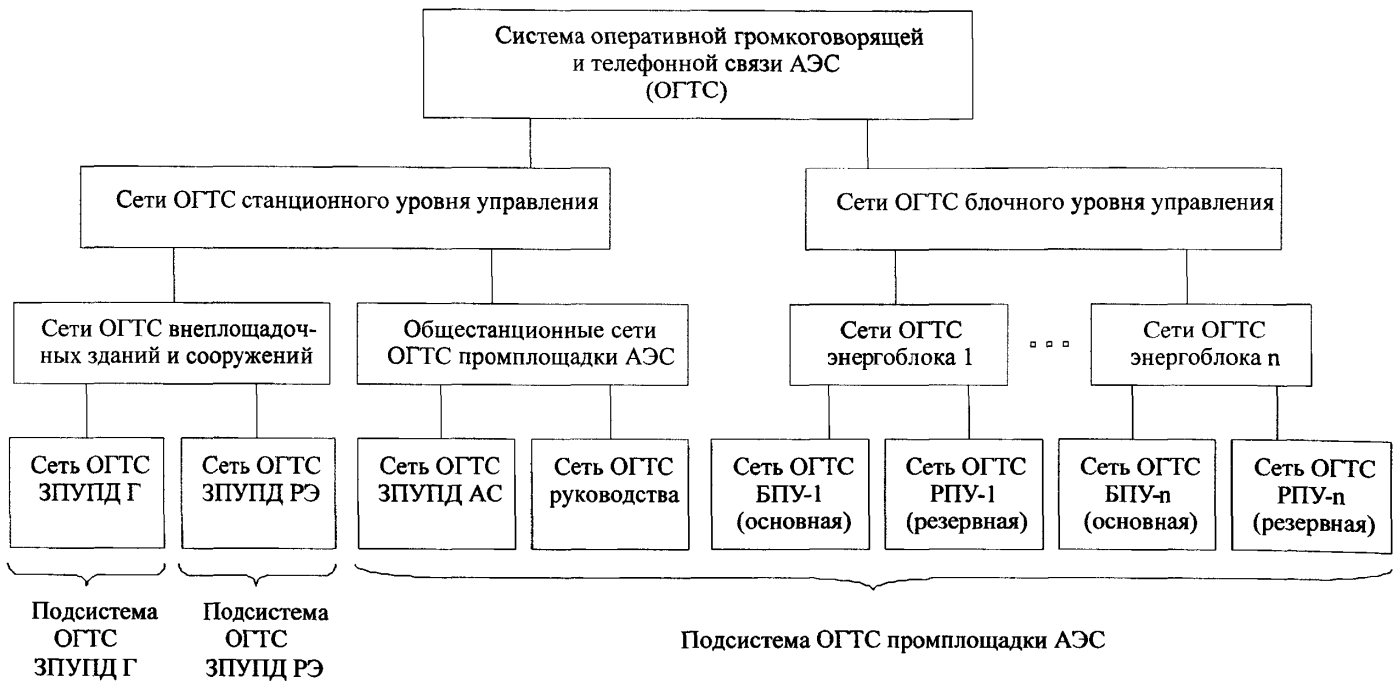 Система оперативной громкоговорящей
и телефонной связи АЭС
(ОГТС)
Сети ОГТС станционного уровня управления
Сети ОГТС блочного уровня управления
Сети ОГТС внеплощадоч-
ных зданий и сооружений
Общестанционные сети
ОГТС промплощадки АЭС
Сети ОГТС
энергоблока 1
Сети ОГТС
энергоблока n
Сеть ОГТС
ЗПУПД Г
Сеть ОГТС
ЗПУПД РЭ
Сеть ОГТС
ЗПУПД АС
Сеть ОГТС
руководства
Сеть ОГТС
БПУ-1
(основная)
Сеть ОГТС
РПУ-1
(резервная)
Сеть ОГТС
БПУ-n
(основная)
Сеть ОГТС
РПУ-n
(резервная)
Подсистема
ОГТС
ЗПУПД Г
Подсистема
ОГТС
ЗПУПД РЭ
Подсистема ОГТС промплощадки АЭС